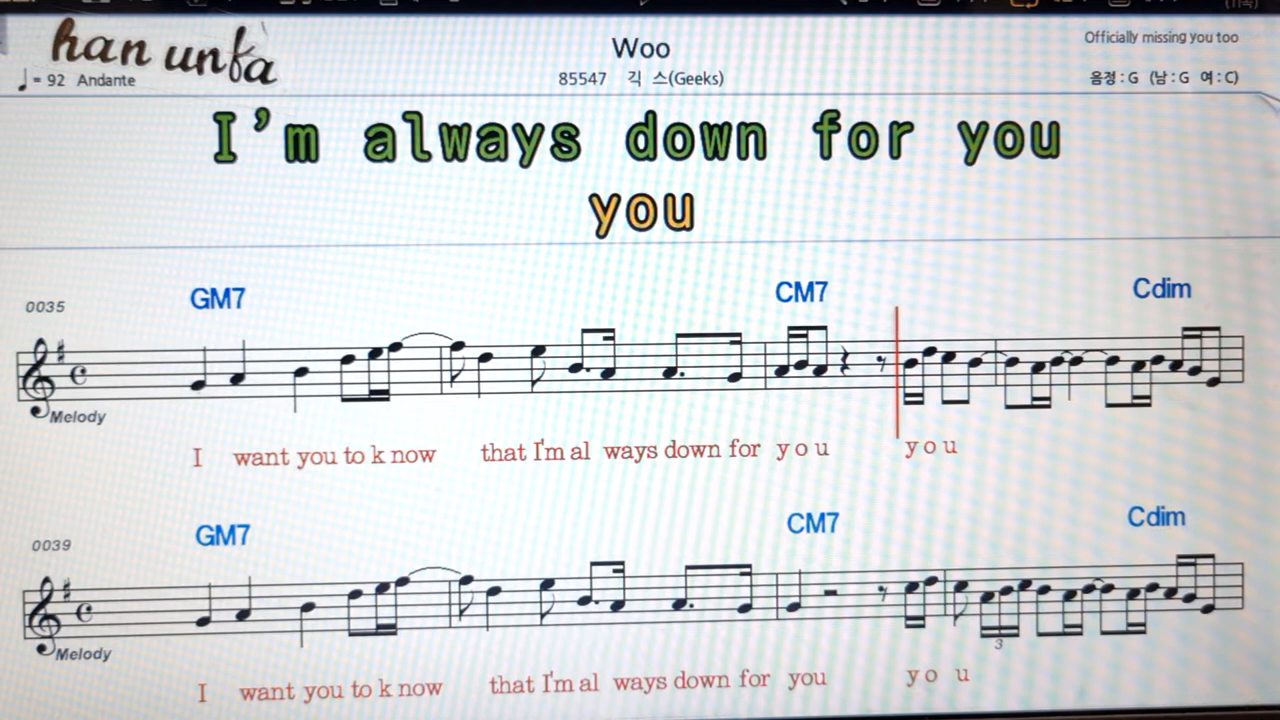 han unfa
Woo
Officially missing you too
= 92 Andante
85547 긱 스(Geeks)
음정 : G (남 : G 여 : C)
I'm always down for you
you
0035
GM7 CM7 Cdim
Melody
I want you to k now that I'm al ways down for y o u y o u
0039
GM7 CM7 Cdim
3
Melody
I want you to k now that I'm al ways down for you y o u